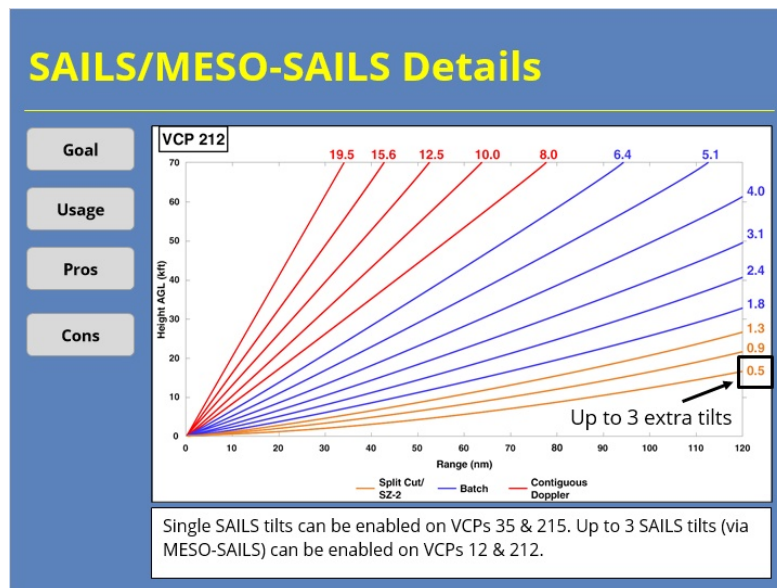 SAILS/MESO-SAILS Details
Goal
Usage
Pros
Cons
VCP 212
19.5 15.6 12.5 10.0 8.0 6.4 5.1
4.0
3.1
2.4
1.8
1.3
0.9
0.5
Height AGL (kft)
70
60
50
40
30
20
10
0
Up to 3 extra tilts
0 10 20 30 40 50 60 70 80 90 100 110 120
Range (nm)
Split Cut/
SZ-2
Batch
Contiguous
Doppler
Single SAILS tilts can be enabled on VCPs 35 & 215. Up to 3 SAILS tilts (via
MESO-SAILS) can be enabled on VCPs 12 & 212.